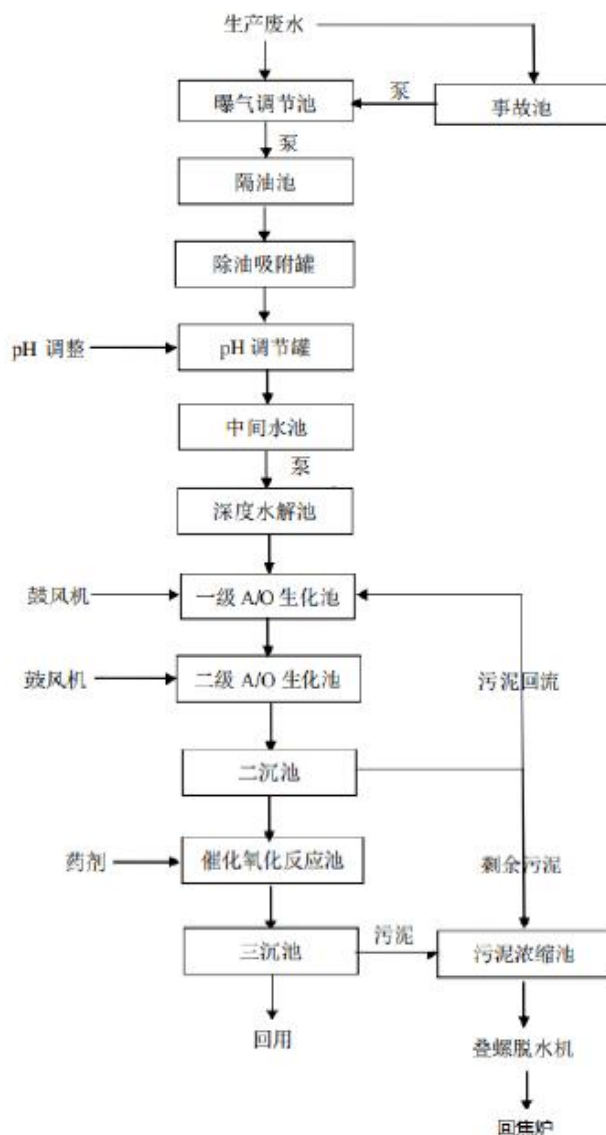 生产废水
曝气调节池
泵
事故池
泵
隔油池
除油吸附罐
pH 调整
pH 调节罐
中间水池
泵
深度水解池
鼓风机
一级 A/O 生化池
鼓风机
二级 A/O 生化池
污泥回流
二沉池
药剂
催化氧化反应池
剩余污泥
三沉池
污泥
污泥浓缩池
回用
叠螺脱水机
回焦炉